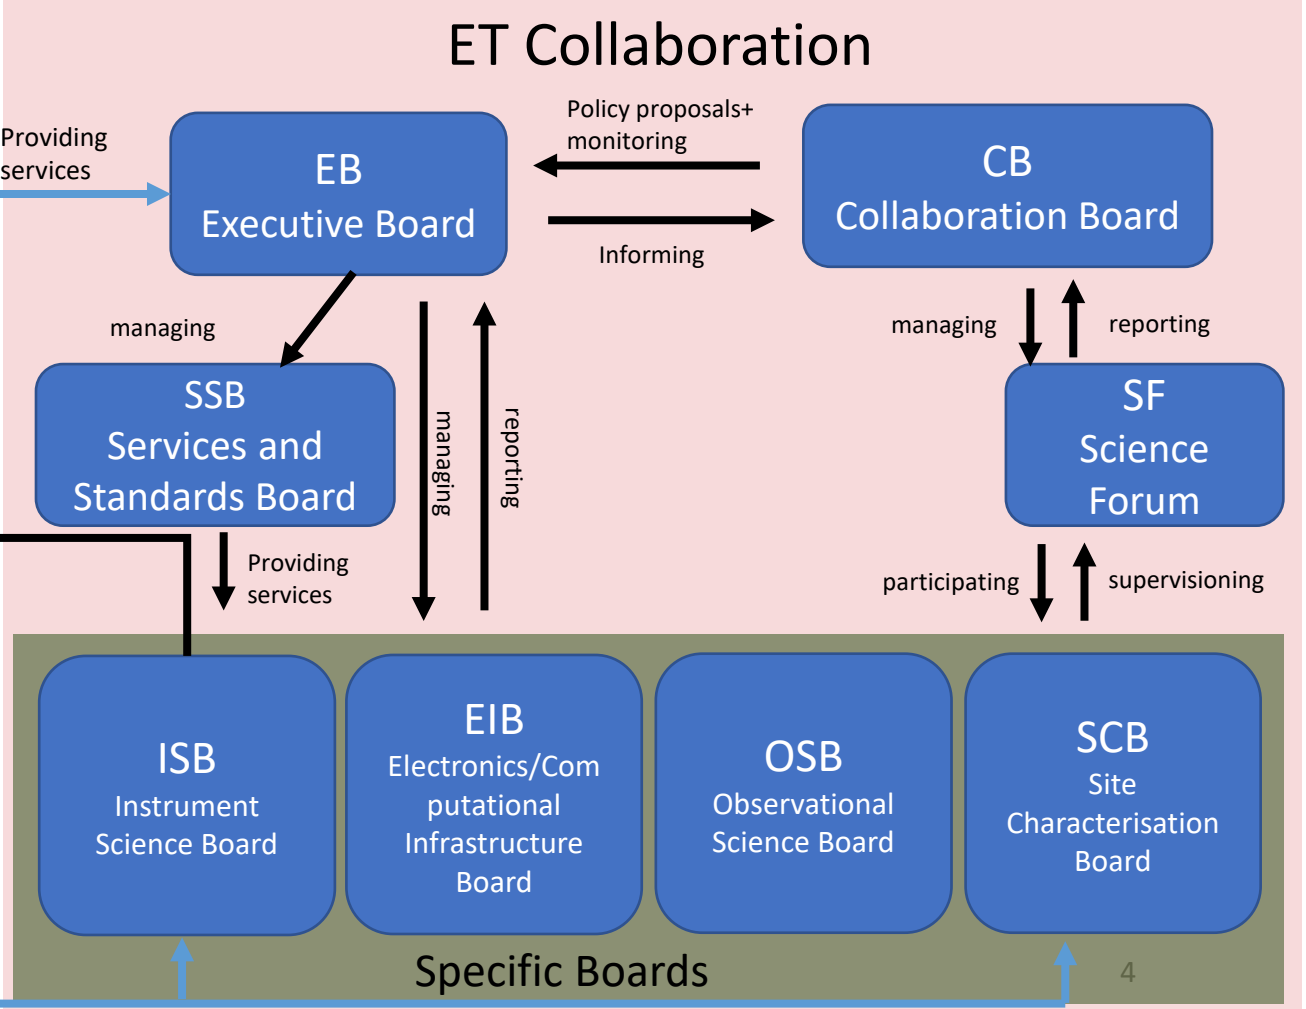 ET Collaboration
Policy proposals+
monitoring
Providing
services
EB
Executive Board
CB
Collaboration Board
Informing
managing
managing
reporting
SSB
Services and
Standards Board
managing
reporting
SF
Science
Forum
Providing
services
participating
supervisioning
ISB
Instrument
Science Board
EIB
Electronics/Com
putational
Infrastructure
Board
OSB
Observational
Science Board
SCB
Site
Characterisation
Board
Specific Boards
4